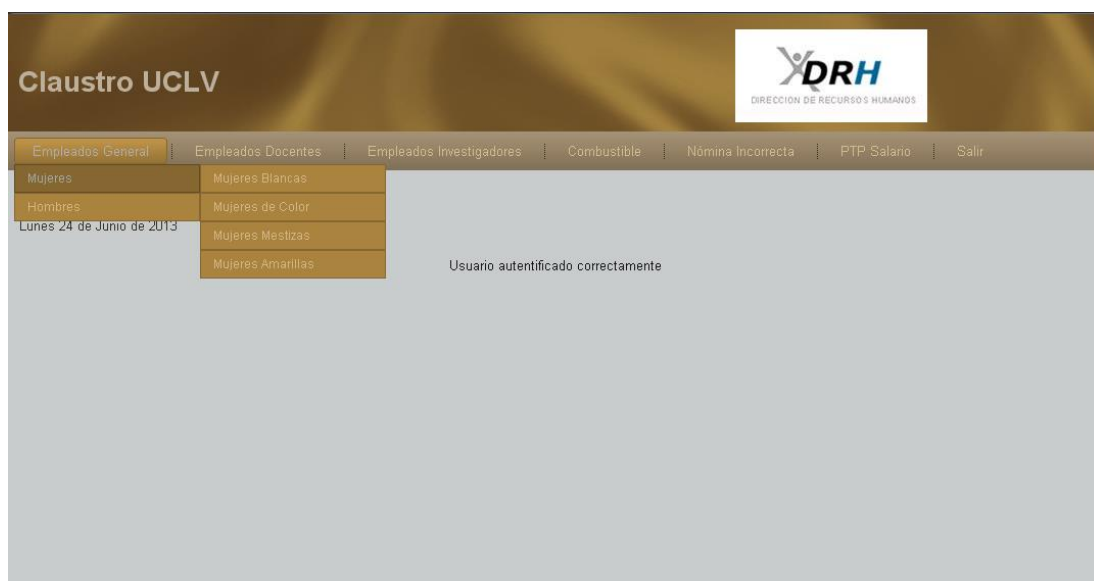 Claustro UCLV
DRH
DIRECCION DE RECURSOS HUMANOS
Empleados General | Empleados Docentes | Empleados Investigadores | Combustible | Nómina Incorrecta | PTP Salario | Salir
Mujeres
Hombres
Mujeres Blancas
Mujeres de Color
Mujeres Mestizas
Mujeres Amarillas
Lunes 24 de Junio de 2013
Usuario autentificado correctamente